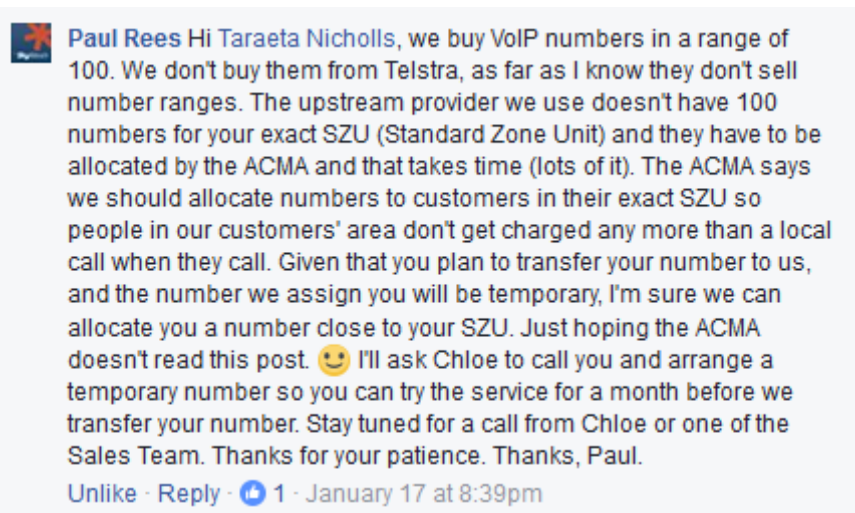 Paul Rees Hi Taraeta Nicholls, we buy VoIP numbers in a range of
100. We don't buy them from Telstra, as far as I know they don't sell
number ranges. The upstream provider we use doesn't have 100
numbers for your exact SZU (Standard Zone Unit) and they have to be
allocated by the ACMA and that takes time (lots of it). The ACMA says
we should allocate numbers to customers in their exact SZU so
people in our customers' area don't get charged any more than a local
call when they call. Given that you plan to transfer your number to us,
and the number we assign you will be temporary, I'm sure we can
allocate you a number close to your SZU. Just hoping the ACMA
doesn't read this post. 🙂 I'll ask Chloe to call you and arrange a
temporary number so you can try the service for a month before we
transfer your number. Stay tuned for a call from Chloe or one of the
Sales Team. Thanks for your patience. Thanks, Paul.
Unlike · Reply · 1 · January 17 at 8:39pm